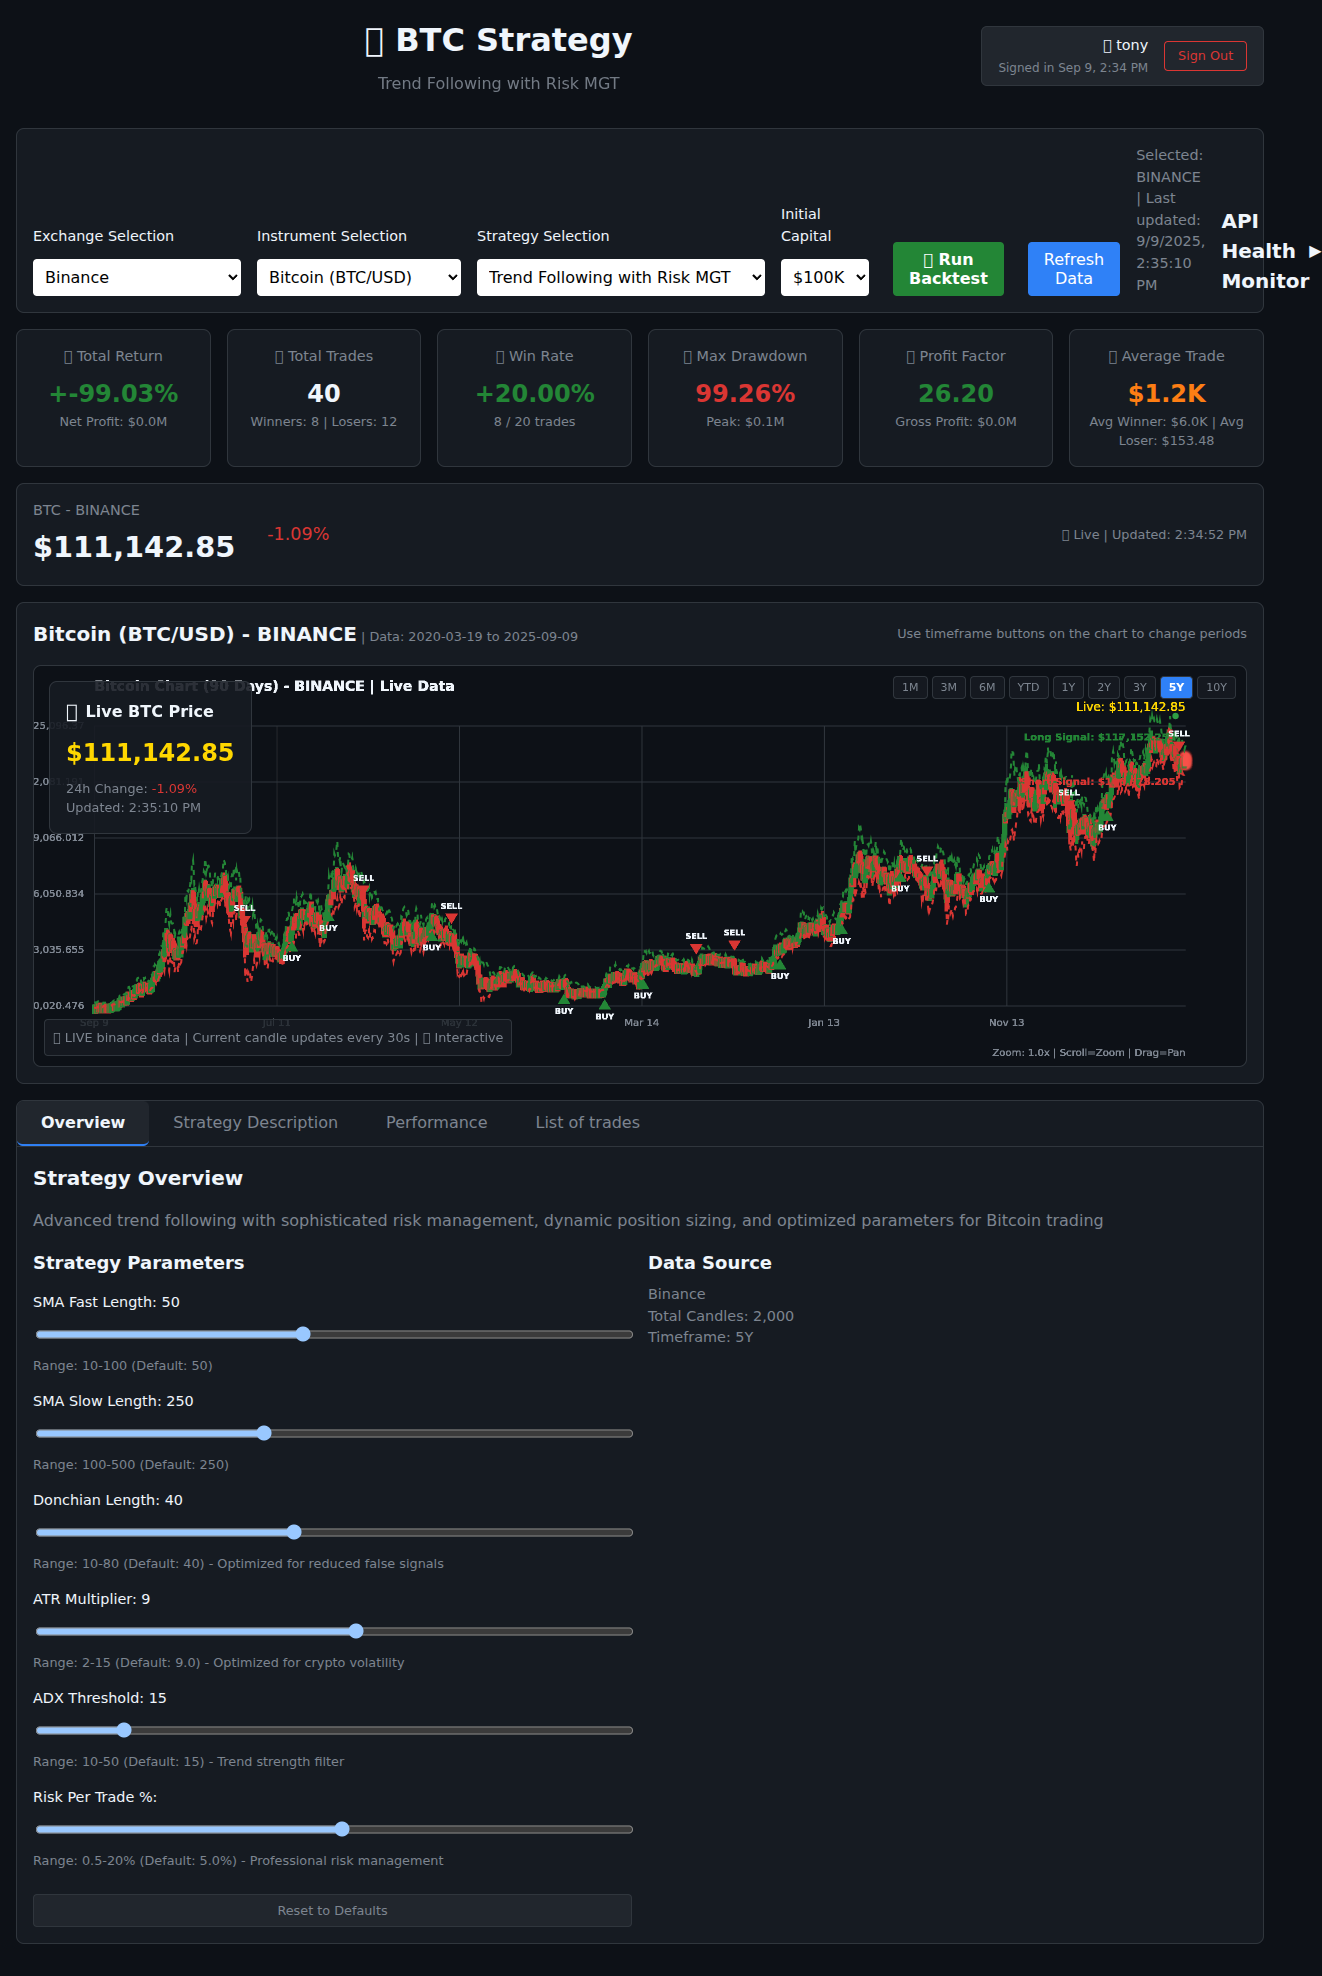 BTC Strategy
Trend Following with Risk MGT
tony
Signed in Sep 9, 2:34 PM
Sign Out
Exchange Selection
Binance
Instrument Selection
Bitcoin (BTC/USD)
Strategy Selection
Trend Following with Risk MGT
Initial
Capital
$100K
Run
Backtest
Refresh
Data
Selected:
BINANCE
| Last
updated:
9/9/2025,
2:35:10
PM
API
Health ▶
Monitor
Total Return
+-99.03%
Net Profit: $0.0M
Total Trades
40
Winners: 8 | Losers: 12
Win Rate
+20.00%
8 / 20 trades
Max Drawdown
99.26%
Peak: $0.1M
Profit Factor
26.20
Gross Profit: $0.0M
Average Trade
$1.2K
Avg Winner: $6.0K | Avg
Loser: $153.48
BTC - BINANCE
$111,142.85
-1.09%
Live | Updated: 2:34:52 PM
Bitcoin (BTC/USD) - BINANCE | Data: 2020-03-19 to 2025-09-09
Use timeframe buttons on the chart to change periods
Bitcoin Chart (90 Days) - BINANCE | Live Data
1M 3M 6M YTD 1Y 2Y 3Y 5Y 10Y
Live: $111,142.85
Live BTC Price
$111,142.85
24h Change: -1.09%
Updated: 2:35:10 PM
Long Signal:
Signal:
9,066.012
6,050.834
3,035.655
0,020.476
SELL
BUY
BUY
SELL
BUY
SELL
BUY
BUY
BUY
SELL
SELL
BUY
BUY
BUY
SELL
BUY
SELL
BUY
SELL
Sep 9
Jul 11
May 12
Mar 14
Jan 13
Nov 13
LIVE binance data | Current candle updates every 30s | Interactive
Zoom: 1.0x | Scroll=Zoom | Drag=Pan
Overview
Strategy Description
Performance
List of trades
Strategy Overview
Advanced trend following with sophisticated risk management, dynamic position sizing, and optimized parameters for Bitcoin trading
Strategy Parameters
SMA Fast Length: 50
Range: 10-100 (Default: 50)
SMA Slow Length: 250
Range: 100-500 (Default: 250)
Donchian Length: 40
Range: 10-80 (Default: 40) - Optimized for reduced false signals
ATR Multiplier: 9
Range: 2-15 (Default: 9.0) - Optimized for crypto volatility
ADX Threshold: 15
Range: 10-50 (Default: 15) - Trend strength filter
Risk Per Trade %:
Range: 0.5-20% (Default: 5.0%) - Professional risk management
Reset to Defaults
Data Source
Binance
Total Candles: 2,000
Timeframe: 5Y